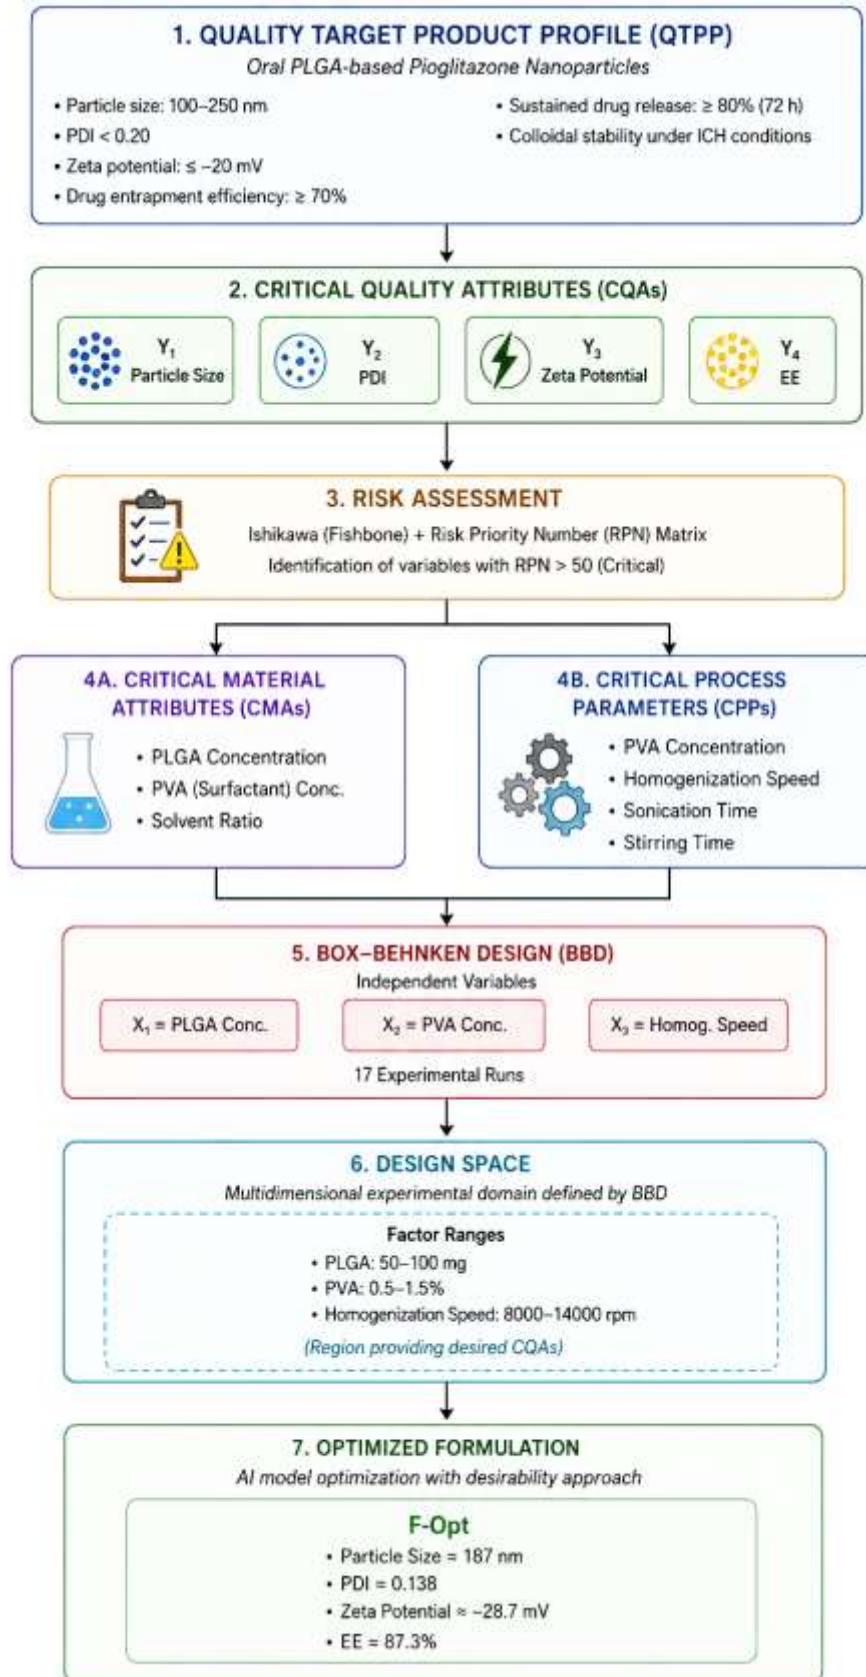 1. QUALITY TARGET PRODUCT PROFILE (QTPP)
Oral PLGA-based Pioglitazone Nanoparticles
• Particle size: 100–250 nm
• PDI < 0.20
• Zeta potential: ≤ −20 mV
• Drug entrapment efficiency: ≥ 70%
• Sustained drug release: ≥ 80% (72 h)
• Colloidal stability under ICH conditions
2. CRITICAL QUALITY ATTRIBUTES (CQAs)
Y₁
Particle Size
Y₂
PDI
Y₃
Zeta Potential
Y₄
EE
3. RISK ASSESSMENT
Ishikawa (Fishbone) + Risk Priority Number (RPN) Matrix
Identification of variables with RPN > 50 (Critical)
4A. CRITICAL MATERIAL
ATTRIBUTES (CMAs)
• PLGA Concentration
• PVA (Surfactant) Conc.
• Solvent Ratio
4B. CRITICAL PROCESS
PARAMETERS (CPPs)
• PVA Concentration
• Homogenization Speed
• Sonication Time
• Stirring Time
5. BOX–BEHNKEN DESIGN (BBD)
Independent Variables
X₁ = PLGA Conc.
X₂ = PVA Conc.
X₃ = Homog. Speed
17 Experimental Runs
6. DESIGN SPACE
Multidimensional experimental domain defined by BBD
Factor Ranges
• PLGA: 50–100 mg
• PVA: 0.5–1.5%
• Homogenization Speed: 8000–14000 rpm
(Region providing desired CQAs)
7. OPTIMIZED FORMULATION
AI model optimization with desirability approach
F-Opt
• Particle Size = 187 nm
• PDI = 0.138
• Zeta Potential ≈ −28.7 mV
• EE = 87.3%